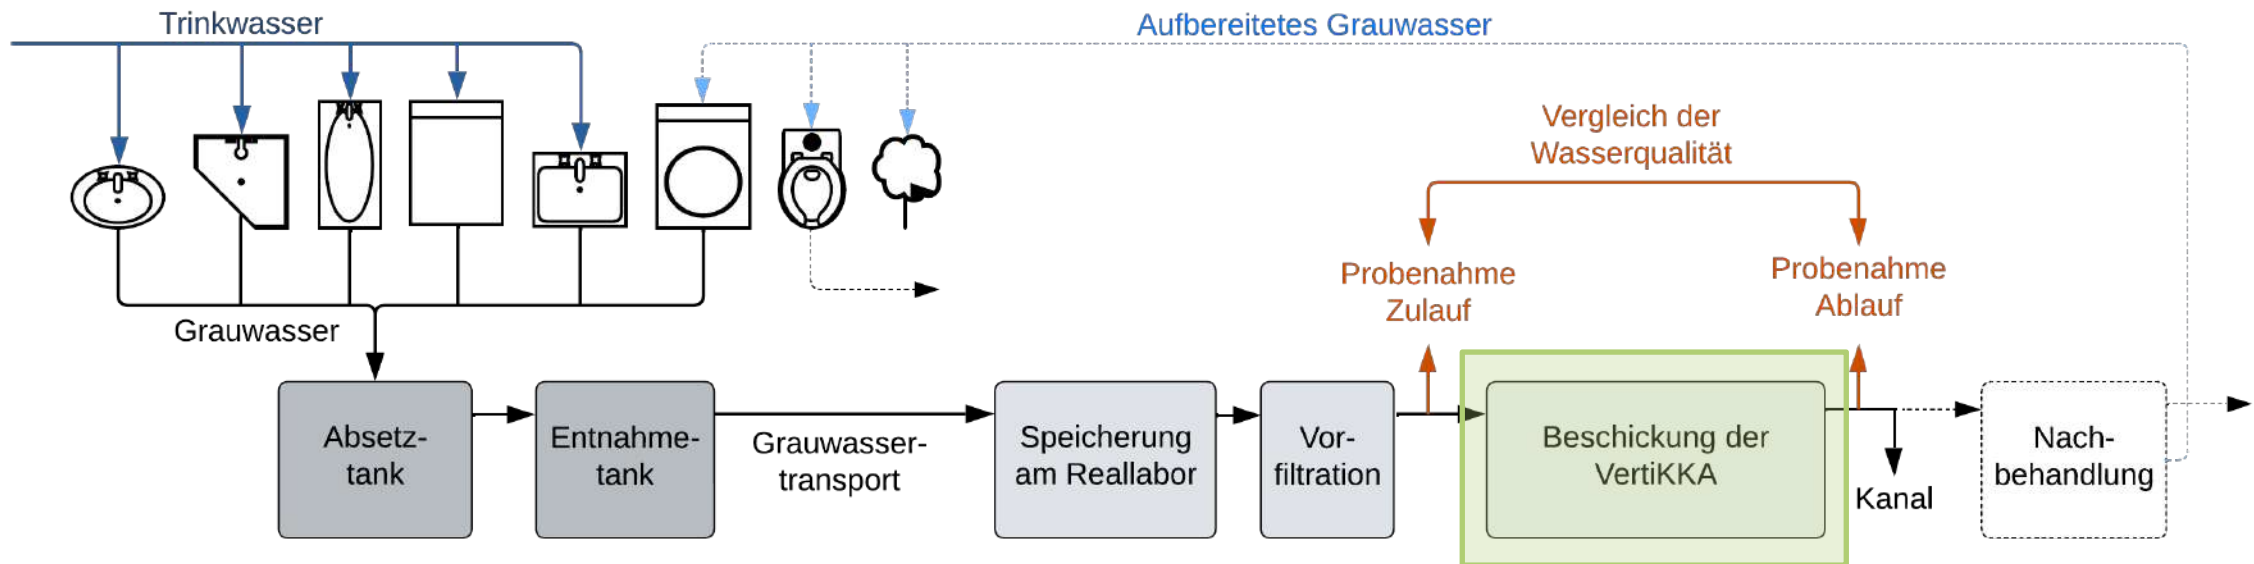 Trinkwasser
Aufbereitetes Grauwasser
Vergleich der
Wasserqualität
Probenahme
Zulauf
Probenahme
Ablauf
Grauwasser
Absetz-
tank
Entnahme-
tank
Grauwasser-
transport
Speicherung
am Reallabor
Vor-
filtration
Beschickung der
VertiKKA
Kanal
Nach-
behandlung